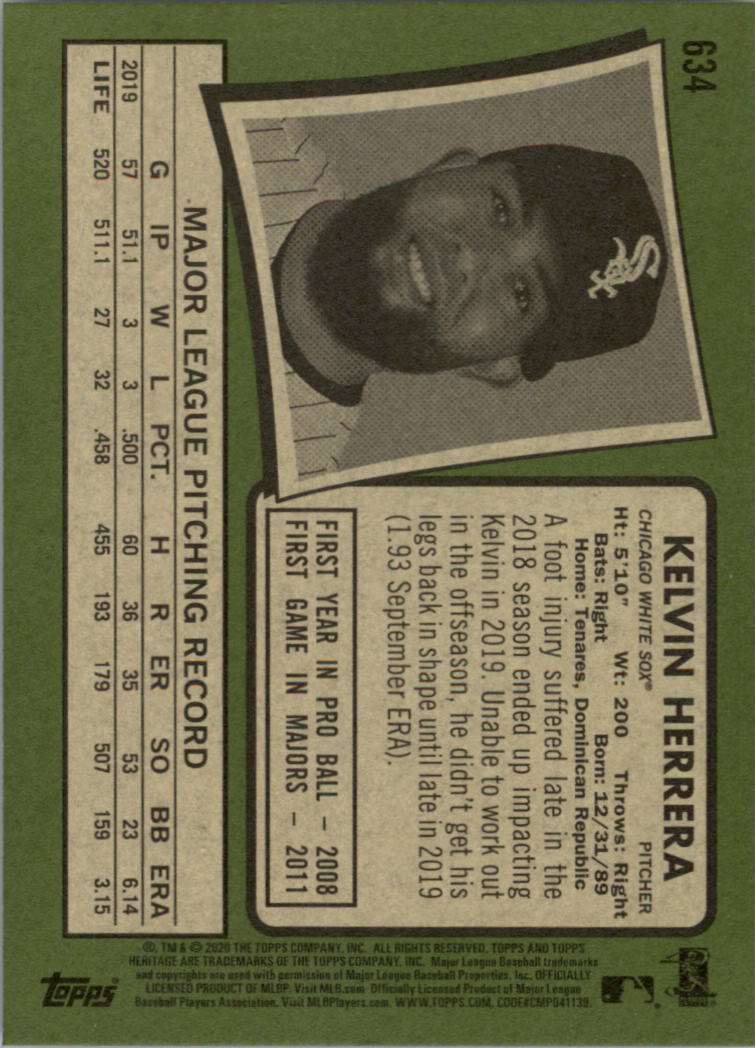 634
Sox
KELVIN HERRERA
CHICAGO WHITE SOX® PITCHER
Ht: 5'10" Wt: 200 Throws: Right
Bats: Right Born: 12/31/89
Home: Tenares, Dominican Republic
A foot injury suffered late in the
2018 season ended up impacting
Kelvin in 2019. Unable to work out
in the offseason, he didn't get his
legs back in shape until late in 2019
(1.93 September ERA).
FIRST YEAR IN PRO BALL – 2008
FIRST GAME IN MAJORS – 2011
MAJOR LEAGUE PITCHING RECORD
G IP W L PCT. H R ER SO BB ERA
2019 57 51.1 3 3 .500 60 36 35 53 23 6.14
LIFE 520 511.1 27 32 .458 455 193 179 507 159 3.15
®, TM & © 2020 THE TOPPS COMPANY, INC. ALL RIGHTS RESERVED. TOPPS AND TOPPS
HERITAGE ARE TRADEMARKS OF THE TOPPS COMPANY, INC. Major League Baseball trademarks
and copyrights are used with permission of Major League Baseball Properties, Inc. OFFICIALLY
LICENSED PRODUCT OF MLBP. Visit MLB.com Officially Licensed Product of Major League
Baseball Players Association. Visit MLBPlayers.com. WWW.TOPPS.COM. CODE#CMP041139.
topps®